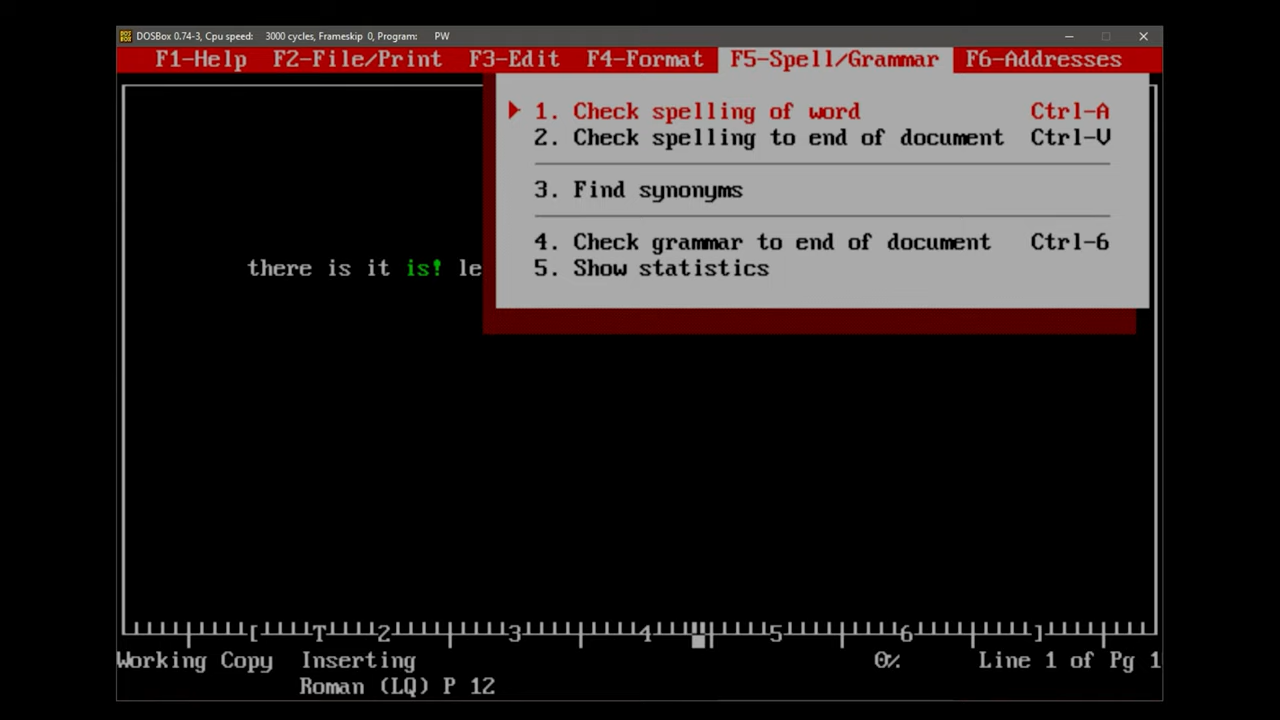 DOSBox 0.74-3, Cpu speed: 3000 cycles, Frameskip 0, Program: PW
F1-Help F2-File/Print F3-Edit F4-Format F5-Spell/Grammar F6-Addresses
1. Check spelling of word Ctrl-A
2. Check spelling to end of document Ctrl-V
3. Find synonyms
4. Check grammar to end of document Ctrl-6
5. Show statistics
there is it is! le
[ T 2 3 4 5 6 ]
Working Copy Inserting 0% Line 1 of Pg 1
Roman (LQ) P 12